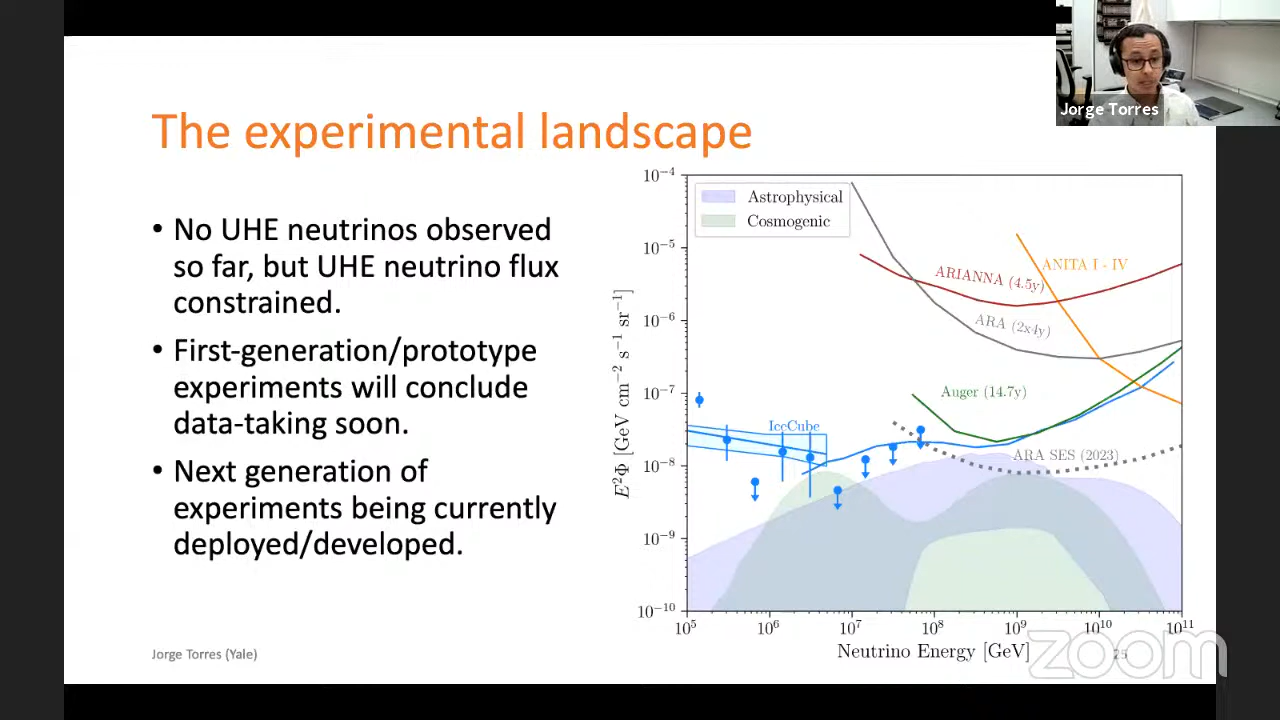 Jorge Torres
The experimental landscape
• No UHE neutrinos observed
so far, but UHE neutrino flux
constrained.
• First-generation/prototype
experiments will conclude
data-taking soon.
• Next generation of
experiments being currently
deployed/developed.
Astrophysical
Cosmogenic
ANITA I - IV
ARIANNA (4.5y)
ARA (2x4y)
Auger (14.7y)
IceCube
ARA SES (2023)
10⁻⁴
10⁻⁵
10⁻⁶
10⁻⁷
10⁻⁸
10⁻⁹
10⁻¹⁰
E²Φ [GeV cm⁻² s⁻¹ sr⁻¹]
10⁵ 10⁶ 10⁷ 10⁸ 10⁹ 10¹⁰ 10¹¹
Neutrino Energy [GeV]
Jorge Torres (Yale)
25
zoom